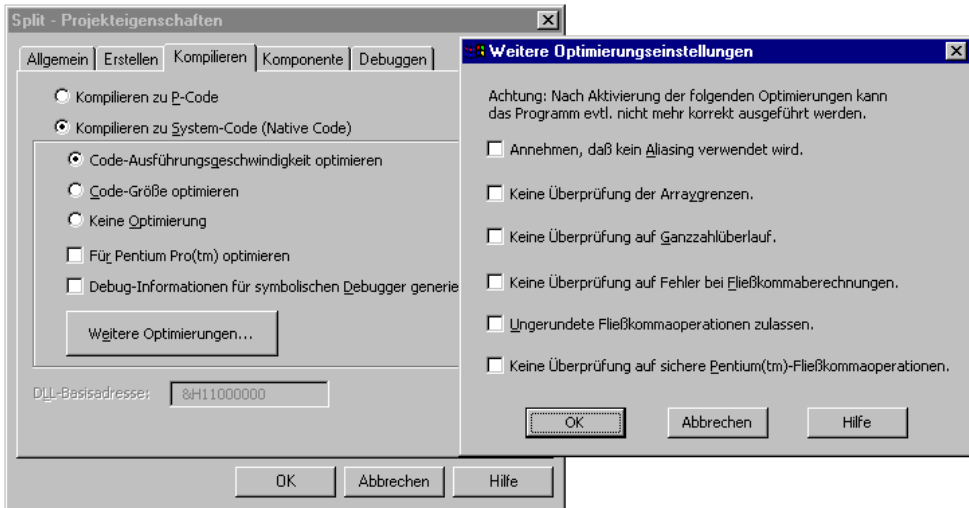 Split - Projekteigenschaften
Allgemein
Erstellen
Kompilieren
Komponente
Debuggen
Kompilieren zu P-Code
Kompilieren zu System-Code (Native Code)
Code-Ausführungsgeschwindigkeit optimieren
Code-Größe optimieren
Keine Optimierung
Für Pentium Pro(tm) optimieren
Debug-Informationen für symbolischen Debugger generie
Weitere Optimierungen...
DLL-Basisadresse:
&H11000000
OK
Abbrechen
Hilfe
Weitere Optimierungseinstellungen
Achtung: Nach Aktivierung der folgenden Optimierungen kann
das Programm evtl. nicht mehr korrekt ausgeführt werden.
Annehmen, daß kein Aliasing verwendet wird.
Keine Überprüfung der Arraygrenzen.
Keine Überprüfung auf Ganzzahlüberlauf.
Keine Überprüfung auf Fehler bei Fließkommaberechnungen.
Ungerundete Fließkommaoperationen zulassen.
Keine Überprüfung auf sichere Pentium(tm)-Fließkommaoperationen.
OK
Abbrechen
Hilfe